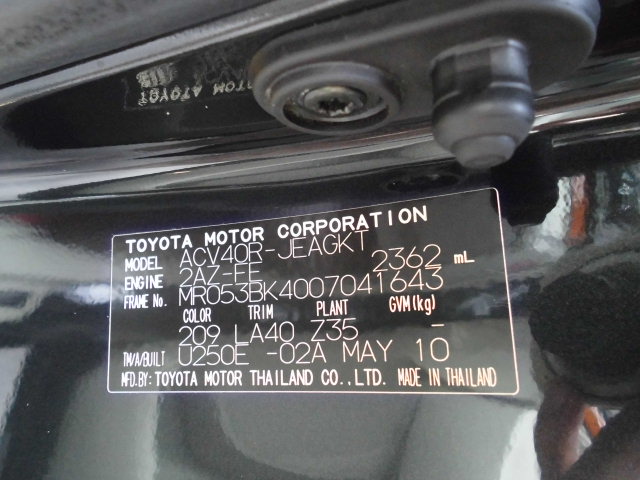 TOYOTA MOTOR CORPORATION
MODEL ACV40R-JEAGKT
ENGINE 2AZ-FE 2362 mL
FRAME No. MR053BK4007041643
COLOR TRIM PLANT GVM(kg)
209 LA40 Z35 -
TM/A/BUILT U250E -02A MAY 10
MFD.BY: TOYOTA MOTOR THAILAND CO.,LTD. MADE IN THAILAND